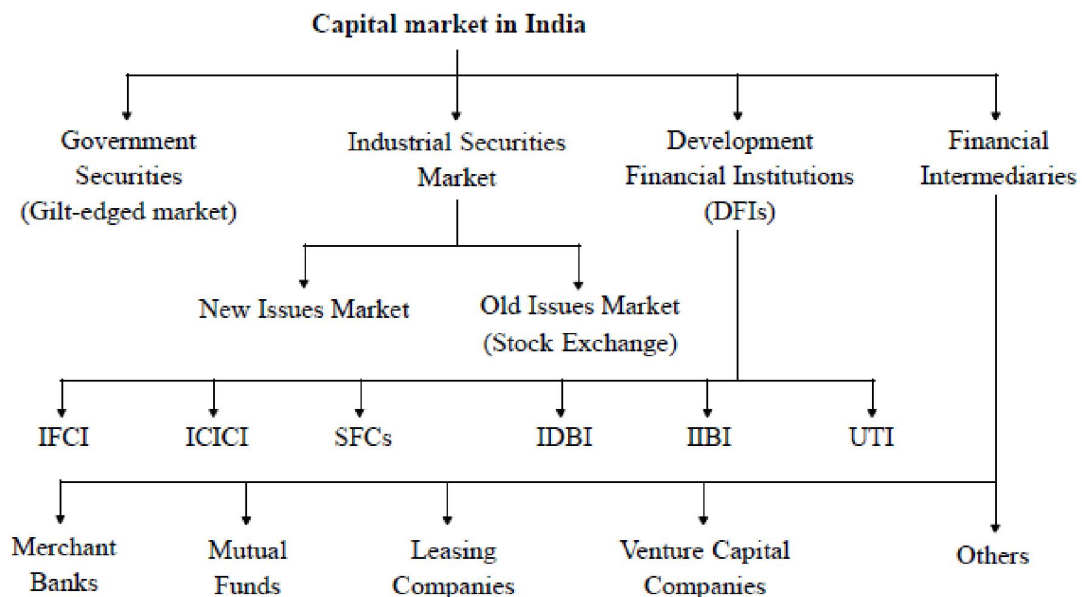 Capital market in India
Government
Securities
(Gilt-edged market)
Industrial Securities
Market
Development
Financial Institutions
(DFIs)
Financial
Intermediaries
New Issues Market
Old Issues Market
(Stock Exchange)
IFCI
ICICI
SFCs
IDBI
IIBI
UTI
Merchant
Banks
Mutual
Funds
Leasing
Companies
Venture Capital
Companies
Others